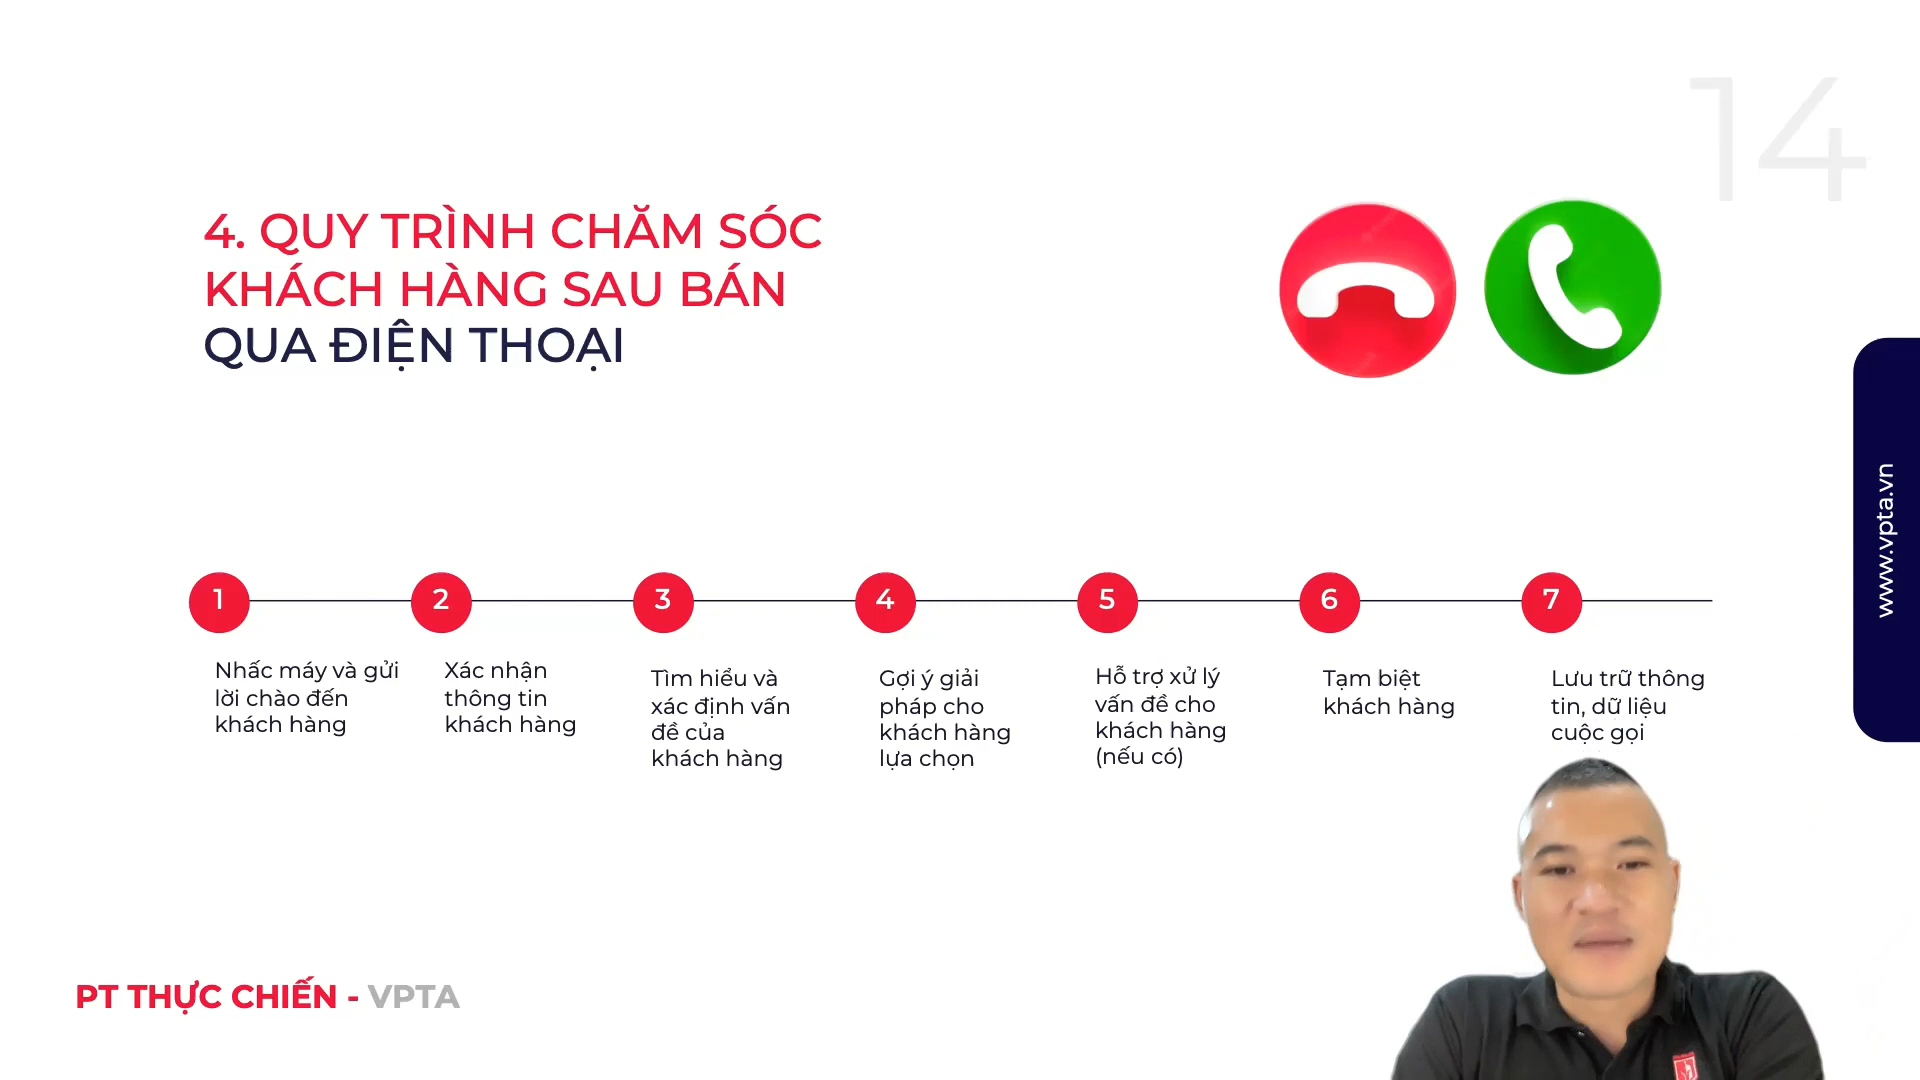 14
4. QUY TRÌNH CHĂM SÓC
KHÁCH HÀNG SAU BÁN
QUA ĐIỆN THOẠI
www.vpta.vn
1
Nhấc máy và gửi
lời chào đến
khách hàng
2
Xác nhận
thông tin
khách hàng
3
Tìm hiểu và
xác định vấn
đề của
khách hàng
4
Gợi ý giải
pháp cho
khách hàng
lựa chọn
5
Hỗ trợ xử lý
vấn đề cho
khách hàng
(nếu có)
6
Tạm biệt
khách hàng
7
Lưu trữ thông
tin, dữ liệu
cuộc gọi
PT THỰC CHIẾN - VPTA